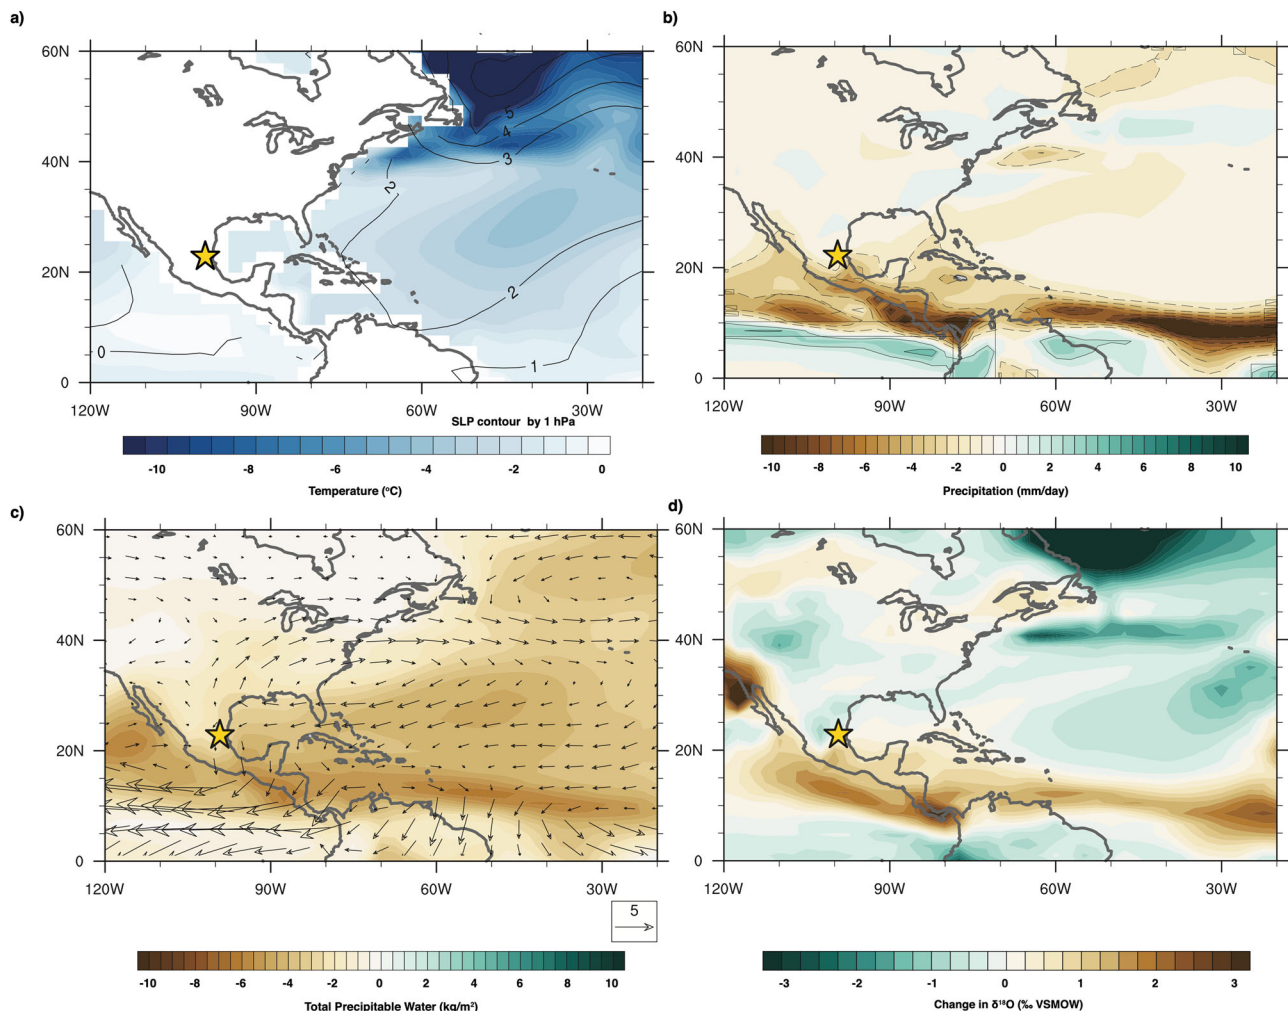 a)
60N
40N
20N
0
5
4
3
2
2
1
0
120W 90W 60W 30W
SLP contour by 1 hPa
-10 -8 -6 -4 -2 0
Temperature (°C)
b)
60N
40N
20N
0
120W 90W 60W 30W
-10 -8 -6 -4 -2 0 2 4 6 8 10
Precipitation (mm/day)
c)
60N
40N
20N
0
120W 90W 60W 30W
5
-10 -8 -6 -4 -2 0 2 4 6 8 10
Total Precipitable Water (kg/m²)
d)
60N
40N
20N
0
120W 90W 60W 30W
-3 -2 -1 0 1 2 3
Change in δ¹⁸O (‰ VSMOW)